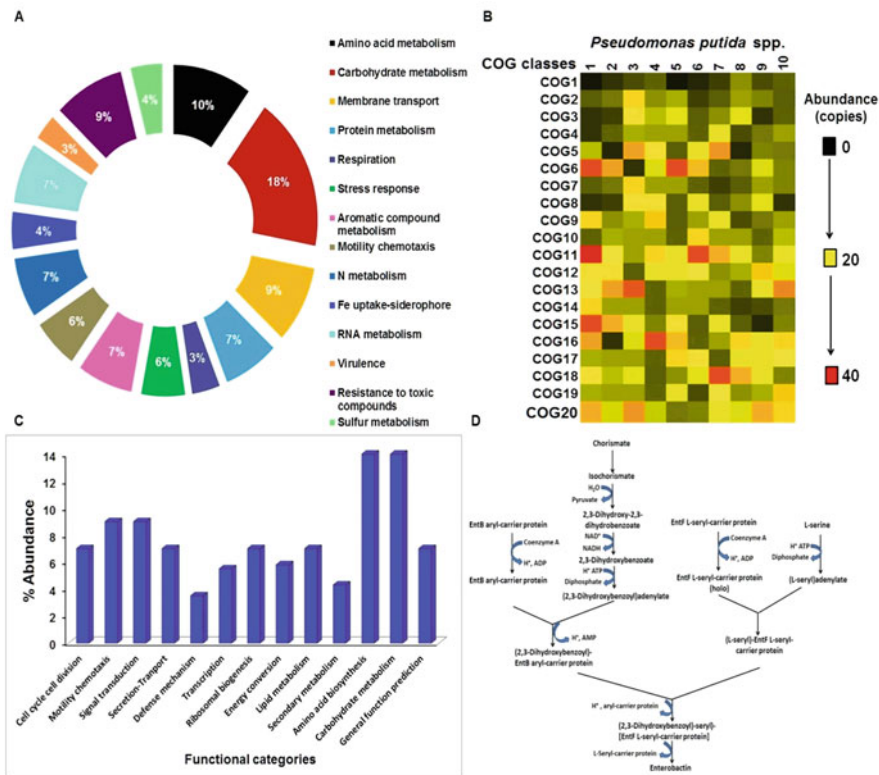 A
10%
18%
9%
7%
3%
6%
7%
6%
7%
4%
7%
3%
9%
4%
Amino acid metabolism
Carbohydrate metabolism
Membrane transport
Protein metabolism
Respiration
Stress response
Aromatic compound
metabolism
Motility chemotaxis
N metabolism
Fe uptake-siderophore
RNA metabolism
Virulence
Resistance to toxic
compounds
Sulfur metabolism
B
Pseudomonas putida spp.
COG classes
1 2 3 4 5 6 7 8 9 10
COG1
COG2
COG3
COG4
COG5
COG6
COG7
COG8
COG9
COG10
COG11
COG12
COG13
COG14
COG15
COG16
COG17
COG18
COG19
COG20
Abundance
(copies)
0
20
40
C
% Abundance
14
12
10
8
6
4
2
0
Cell cycle cell division
Motility chemotaxis
Signal transduction
Secretion-Tranport
Defense mechanism
Transcription
Ribosomal biogenesis
Energy conversion
Lipid metabolism
Secondary metabolism
Amino acid biosynthesis
Carbohydrate metabolism
General function prediction
Functional categories
D
Chorismate
Isochorismate
H₂O
Pyruvate
2,3-Dihydroxy-2,3-
dihydrobenzoate
NAD⁺
NADH
2,3-Dihydroxybenzoate
H⁺ ATP
Diphosphate
(2,3-Dihydroxybenzoyl)adenylate
EntB aryl-carrier protein
Coenzyme A
H⁺, ADP
EntB aryl-carrier protein
H⁺, AMP
(2,3-Dihydroxybenzoyl)-
EntB aryl-carrier protein
EntF L-seryl-carrier protein
Coenzyme A
H⁺, ADP
EntF L-seryl-carrier protein
(holo)
L-serine
H⁺ ATP
Diphosphate
(L-seryl)adenylate
(L-seryl)-EntF L-seryl-
carrier protein
H⁺, aryl-carrier protein
(2,3-Dihydroxybenzoyl)-seryl-
[EntF L-seryl-carrier protein]
L-Seryl-carrier protein
Enterobactin